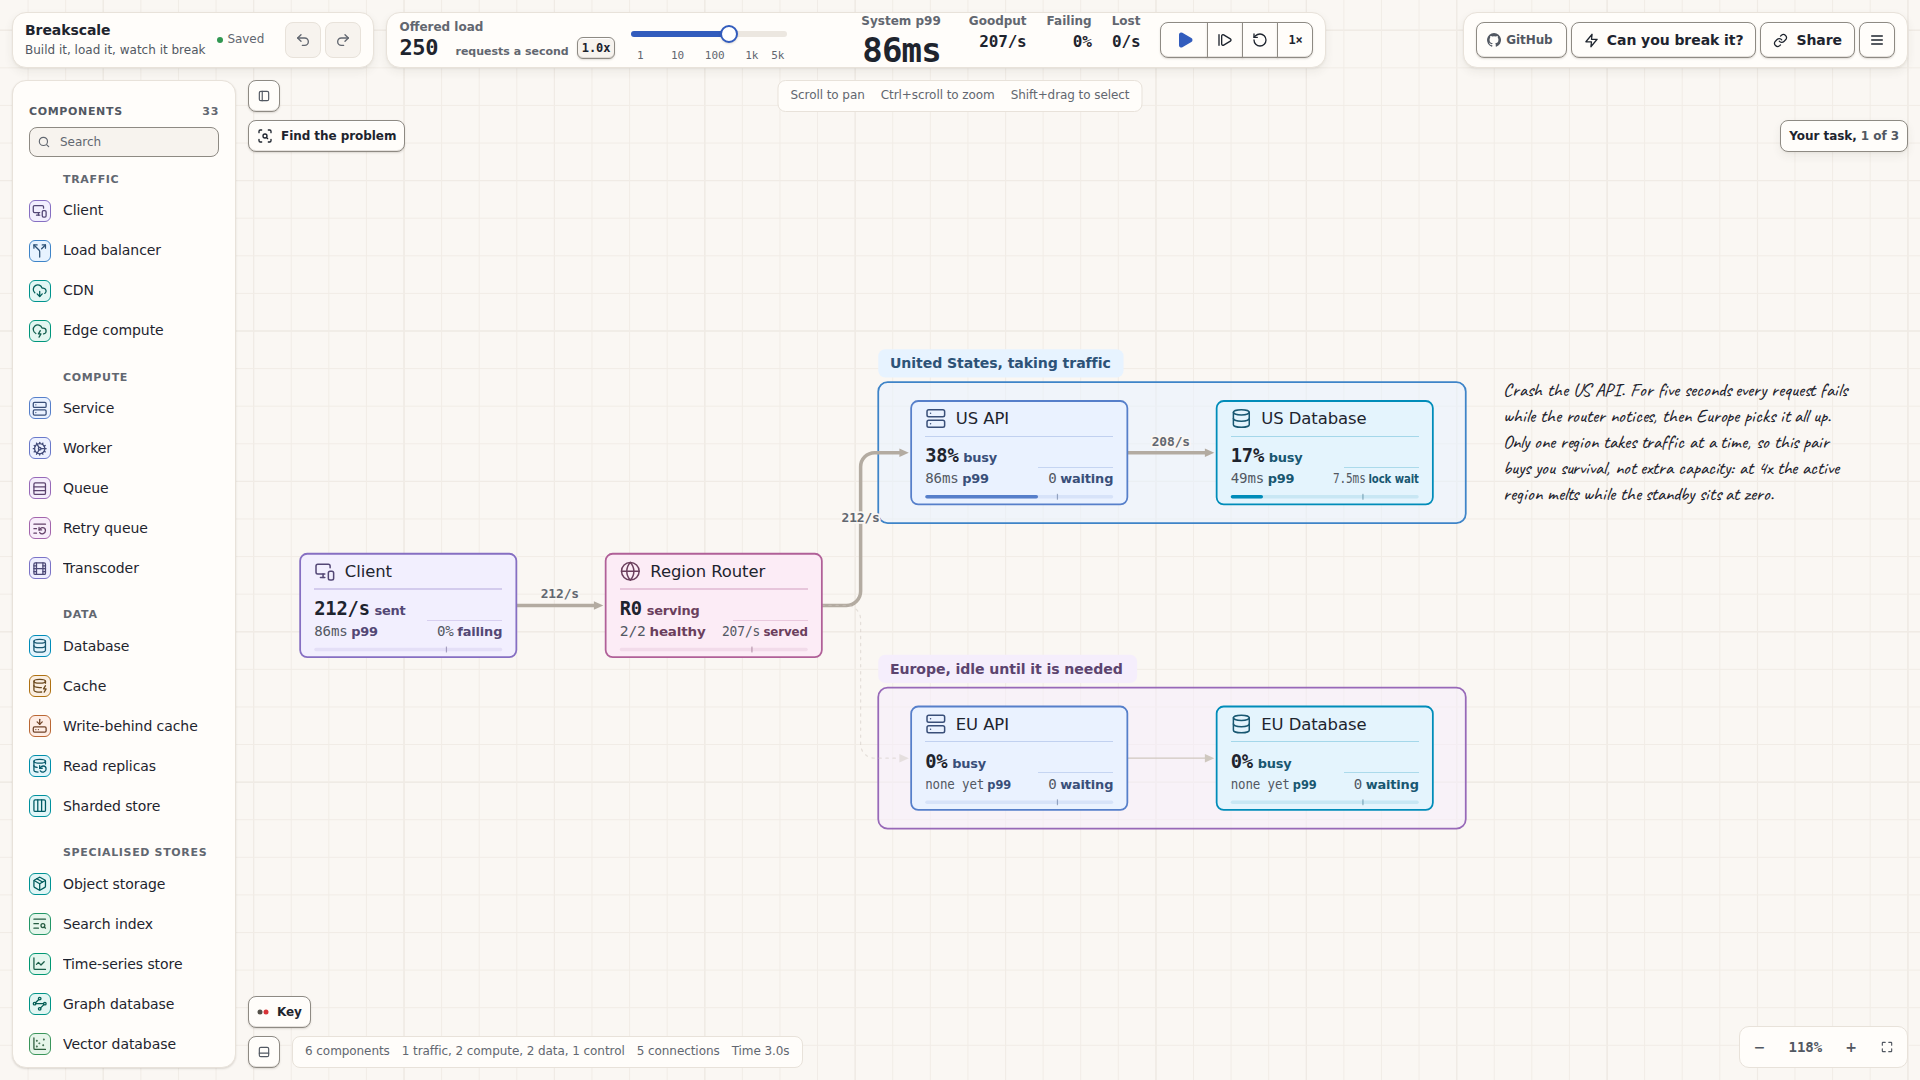 Breakscale
Build it, load it, watch it break
Saved
Offered load
250 requests a second 1.0x
1 10 100 1k 5k
System p99
86ms
Goodput
207/s
Failing
0%
Lost
0/s
1×
GitHub
Can you break it?
Share
Scroll to pan Ctrl+scroll to zoom Shift+drag to select
Find the problem
Your task, 1 of 3
COMPONENTS 33
Search
TRAFFIC
Client
Load balancer
CDN
Edge compute
COMPUTE
Service
Worker
Queue
Retry queue
Transcoder
DATA
Database
Cache
Write-behind cache
Read replicas
Sharded store
SPECIALISED STORES
Object storage
Search index
Time-series store
Graph database
Vector database
United States, taking traffic
US API
38% busy
86ms p99 0 waiting
208/s
US Database
17% busy
49ms p99 7.5ms lock wait
Crash the US API. For five seconds every request fails
while the router notices, then Europe picks it all up.
Only one region takes traffic at a time, so this pair
buys you survival, not extra capacity: at 4x the active
region melts while the standby sits at zero.
212/s
Client
212/s sent
86ms p99 0% failing
212/s
Region Router
R0 serving
2/2 healthy 207/s served
Europe, idle until it is needed
EU API
0% busy
none yet p99 0 waiting
EU Database
0% busy
none yet p99 0 waiting
Key
6 components 1 traffic, 2 compute, 2 data, 1 control 5 connections Time 3.0s
− 118% +